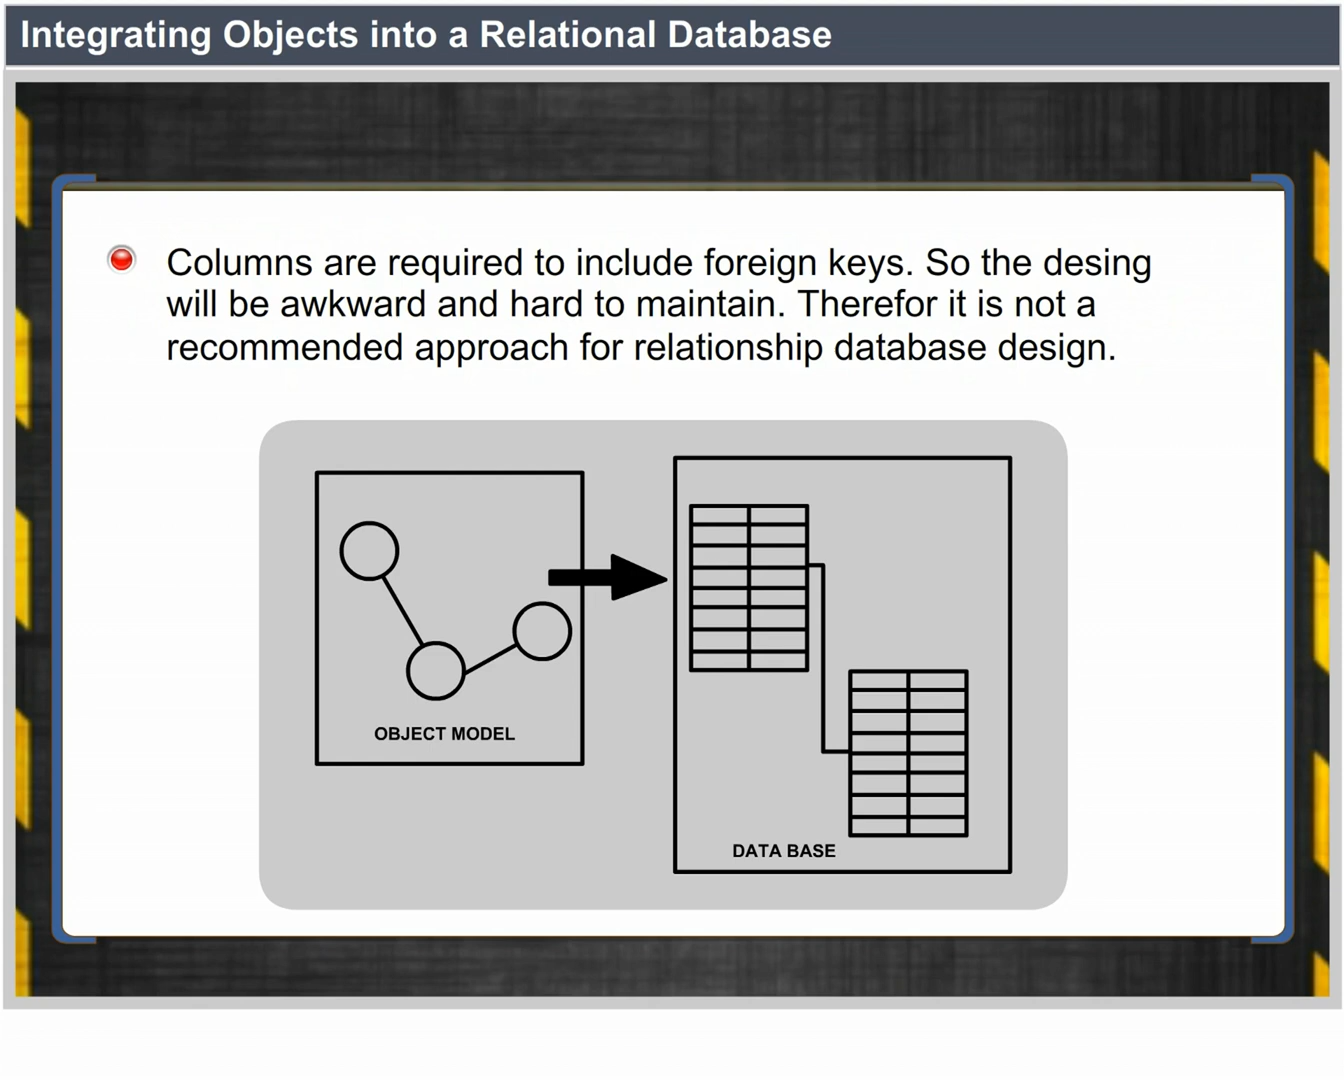 Integrating Objects into a Relational Database
Columns are required to include foreign keys. So the desing
will be awkward and hard to maintain. Therefor it is not a
recommended approach for relationship database design.
OBJECT MODEL
DATA BASE